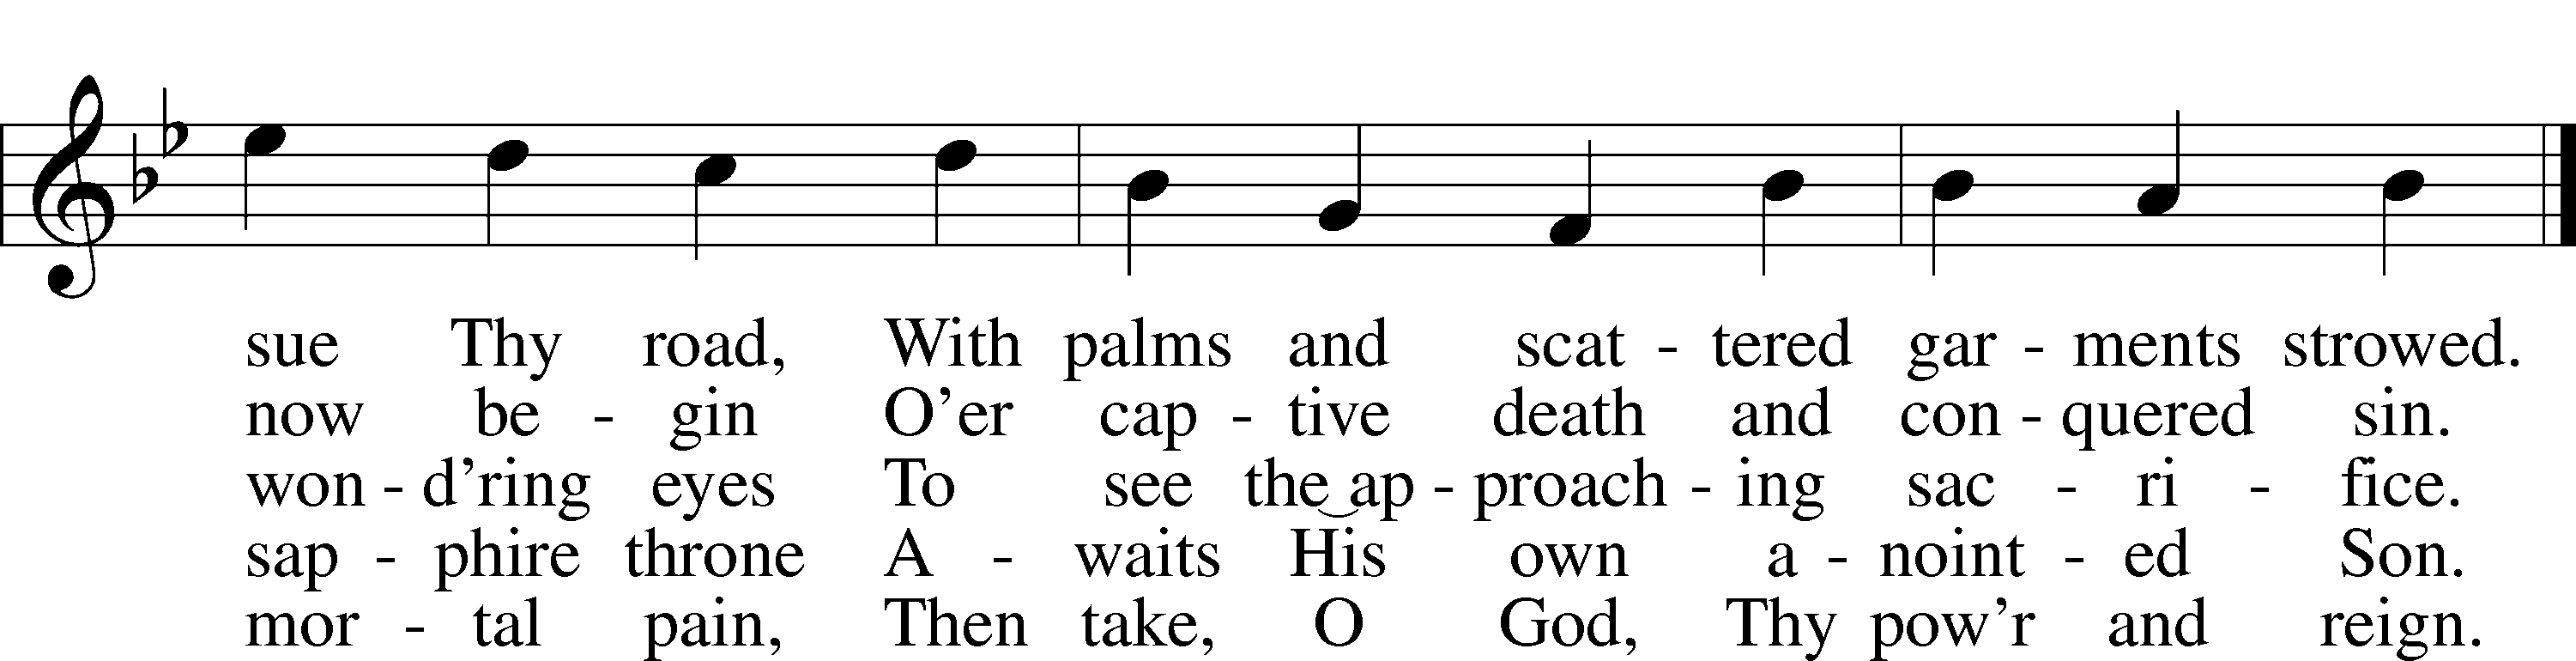 sue Thy road, With palms and scat - tered gar - ments strowed.
now be - gin O’er cap - tive death and con - quered sin.
won - d’ring eyes To see the ap - proach - ing sac - ri - fice.
sap - phire throne A - waits His own a - noint - ed Son.
mor - tal pain, Then take, O God, Thy pow'r and reign.